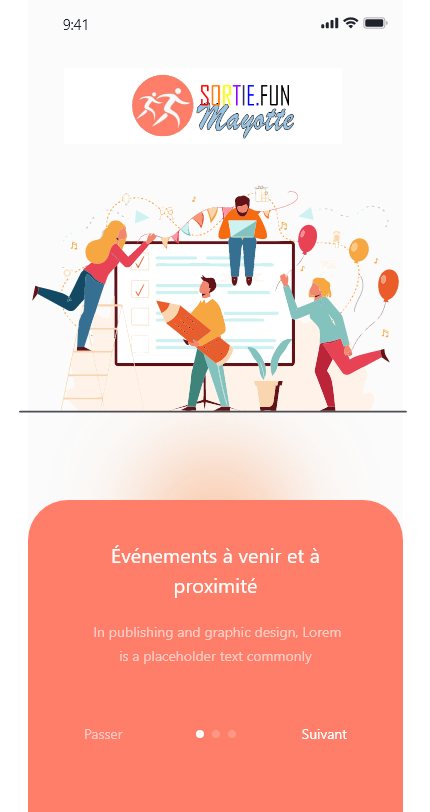 9:41
SORTIE.FUN
Mayotte
Événements à venir et à
proximité
In publishing and graphic design, Lorem
is a placeholder text commonly
Passer
Suivant